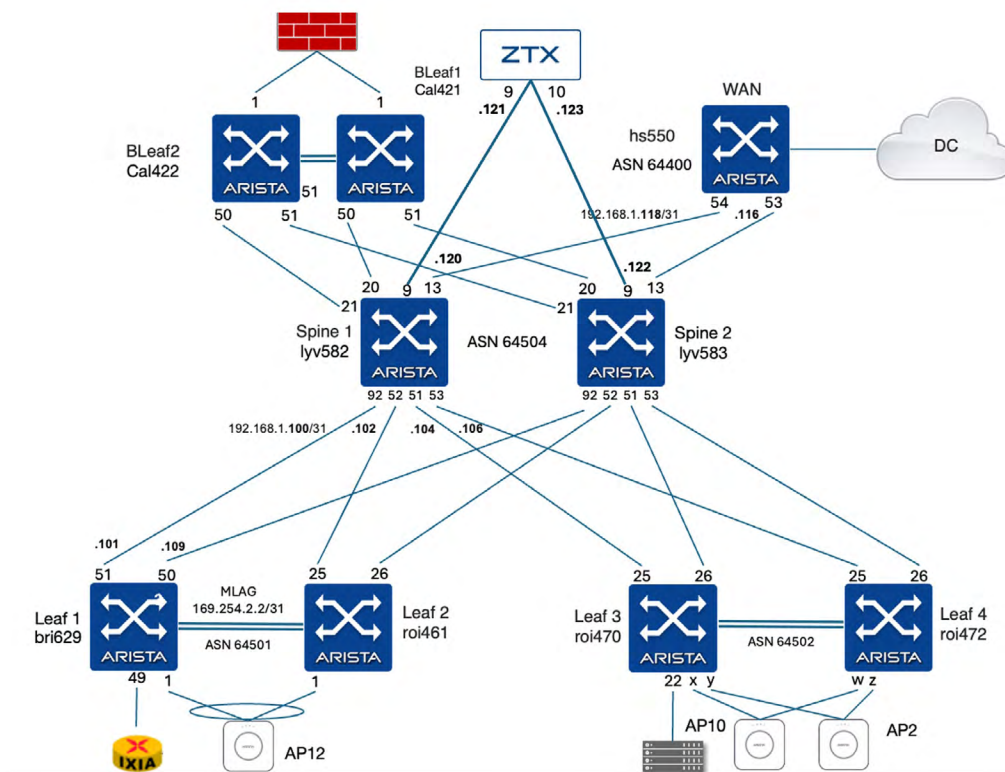 ZTX
BLeaf1
Cal421
9 10
.121 .123
WAN
1 1
hs550
ASN 64400
DC
BLeaf2
Cal422
ARISTA
51
ARISTA
ARISTA
50 51 50 51
54 53
192.168.1.118/31 .116
.120 .122
20 9 13
21
20 9 13
21
Spine 1
lyv582
ARISTA
ASN 64504
ARISTA
Spine 2
lyv583
92 52 51 53
92 52 51 53
192.168.1.100/31 .102 .104 .106
.101 .109
51 50
25 26
25 26
25 26
Leaf 1
bri629
ARISTA
MLAG
169.254.2.2/31
ASN 64501
ARISTA
Leaf 2
roi461
Leaf 3
roi470
ARISTA
ASN 64502
ARISTA
Leaf 4
roi472
49 1 1
22 x y
w z
IXIA
AP12
AP10
AP2